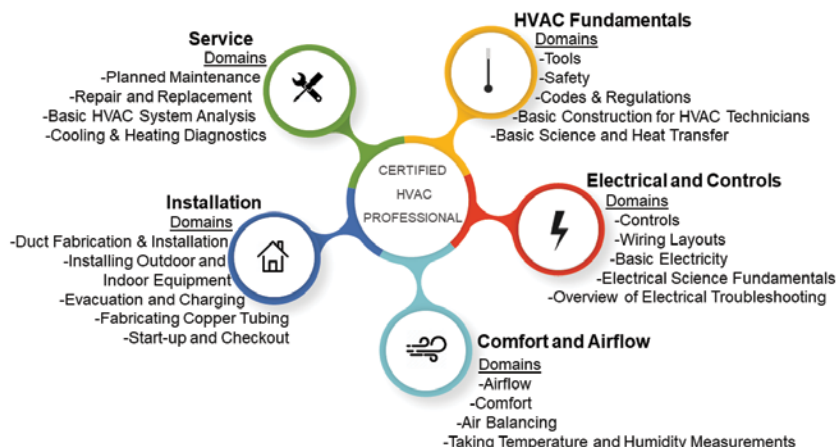 Service
Domains
-Planned Maintenance
-Repair and Replacement
-Basic HVAC System Analysis
-Cooling & Heating Diagnostics
HVAC Fundamentals
Domains
-Tools
-Safety
-Codes & Regulations
-Basic Construction for HVAC Technicians
-Basic Science and Heat Transfer
CERTIFIED
HVAC
PROFESSIONAL
Installation
Domains
-Duct Fabrication & Installation
-Installing Outdoor and
Indoor Equipment
-Evacuation and Charging
-Fabricating Copper Tubing
-Start-up and Checkout
Electrical and Controls
Domains
-Controls
-Wiring Layouts
-Basic Electricity
-Electrical Science Fundamentals
-Overview of Electrical Troubleshooting
Comfort and Airflow
Domains
-Airflow
-Comfort
-Air Balancing
-Taking Temperature and Humidity Measurements